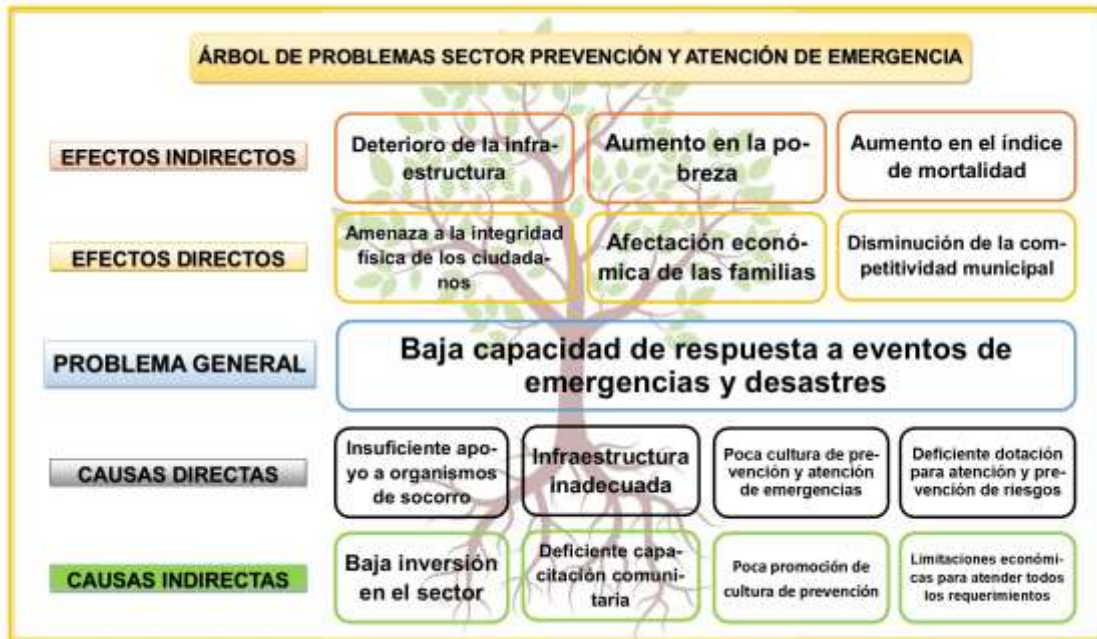 ÁRBOL DE PROBLEMAS SECTOR PREVENCIÓN Y ATENCIÓN DE EMERGENCIA
EFECTOS INDIRECTOS
Deterioro de la infra-
estructura
Aumento en la po-
breza
Aumento en el índice
de mortalidad
EFECTOS DIRECTOS
Amenaza a la integridad
física de los ciudada-
nos
Afectación econó-
mica de las familias
Disminución de la com-
petitividad municipal
PROBLEMA GENERAL
Baja capacidad de respuesta a eventos de
emergencias y desastres
CAUSAS DIRECTAS
Insuficiente apo-
yo a organismos
de socorro
Infraestructura
inadecuada
Poca cultura de pre-
vención y atención
de emergencias
Deficiente dotación
para atención y pre-
vención de riesgos
CAUSAS INDIRECTAS
Baja inversión
en el sector
Deficiente capa-
citación comuni-
taria
Poca promoción de
cultura de prevención
Limitaciones económi-
cas para atender todos
los requerimientos